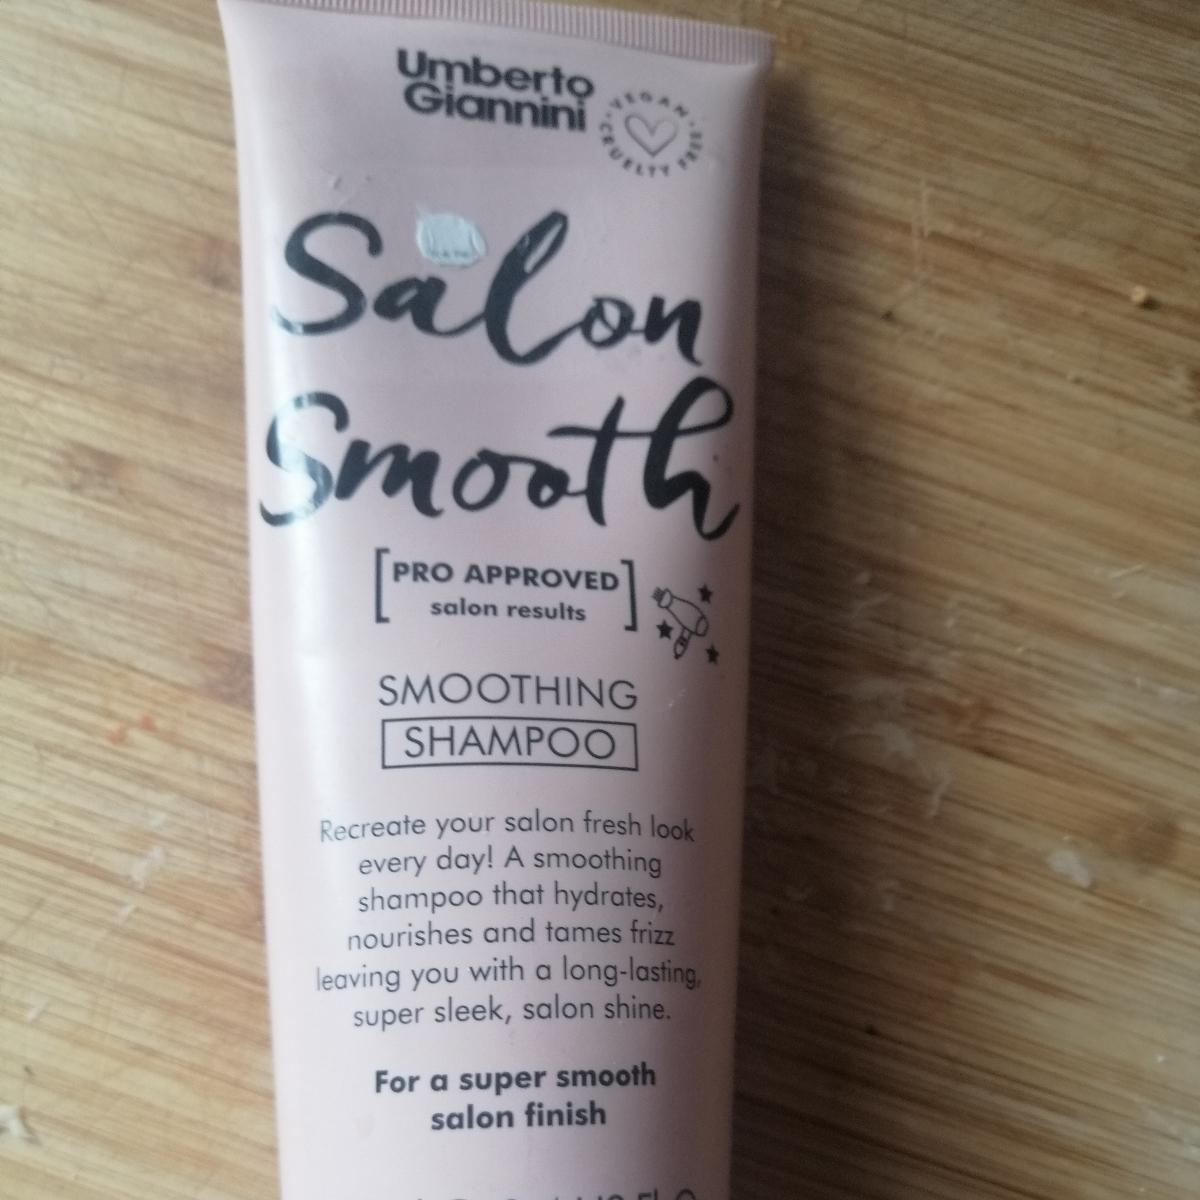 Umberto
Giannini
VEGAN
CRUELTY FREE
Salon
Smooth
[PRO APPROVED
salon results]
SMOOTHING
SHAMPOO
Recreate your salon fresh look
every day! A smoothing
shampoo that hydrates,
nourishes and tames frizz
leaving you with a long-lasting,
super sleek, salon shine.
For a super smooth
salon finish